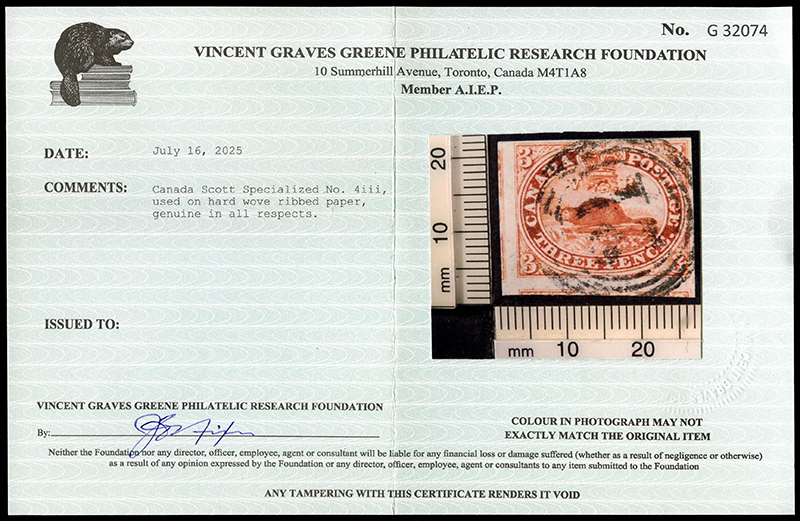 No. G 32074
VINCENT GRAVES GREENE PHILATELIC RESEARCH FOUNDATION
10 Summerhill Avenue, Toronto, Canada M4T1A8
Member A.I.E.P.
DATE: July 16, 2025
COMMENTS: Canada Scott Specialized No. 4iii,
used on hard wove ribbed paper,
genuine in all respects.
20
10
mm
3
CANADA POSTAGE
THREE PENCE
3
mm 10 20
ISSUED TO:
VINCENT GRAVES GREENE PHILATELIC RESEARCH FOUNDATION
By:
COLOUR IN PHOTOGRAPH MAY NOT
EXACTLY MATCH THE ORIGINAL ITEM
Neither the Foundation nor any director, officer, employee, agent or consultant will be liable for any financial loss or damage suffered (whether as a result of negligence or otherwise)
as a result of any opinion expressed by the Foundation or any director, officer, employee, agent or consultants to any item submitted to the Foundation
ANY TAMPERING WITH THIS CERTIFICATE RENDERS IT VOID